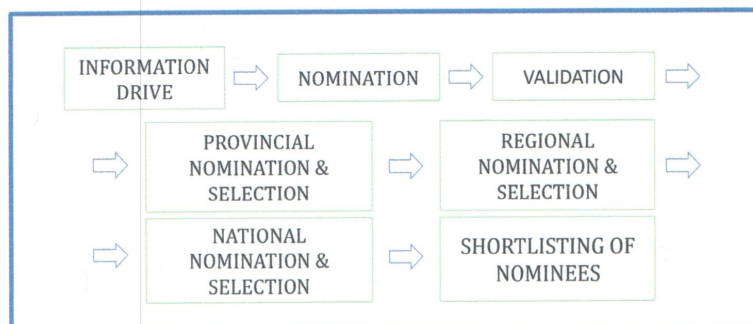 INFORMATION
DRIVE
NOMINATION
VALIDATION
PROVINCIAL
NOMINATION &
SELECTION
REGIONAL
NOMINATION &
SELECTION
NATIONAL
NOMINATION &
SELECTION
SHORTLISTING OF
NOMINEES